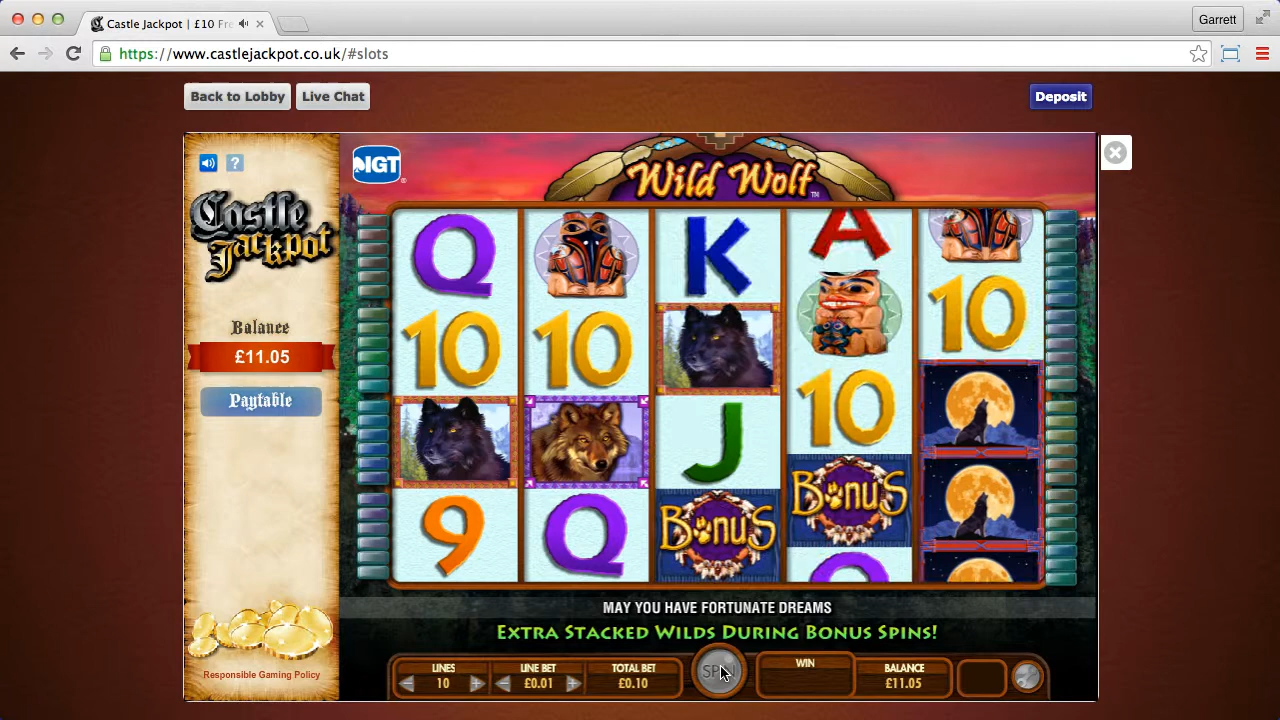 Castle Jackpot | £10 Fre
Garrett
https://www.castlejackpot.co.uk/#slots
Back to Lobby
Live Chat
Deposit
?
IGT
Wild Wolf™
Castle
Jackpot
Balance
£11.05
Paytable
Responsible Gaming Policy
Q
K
A
10
10
10
J
10
9
Q
Bonus
Bonus
Q
MAY YOU HAVE FORTUNATE DREAMS
EXTRA STACKED WILDS DURING BONUS SPINS!
LINES
10
LINE BET
£0.01
TOTAL BET
£0.10
SPIN
WIN
BALANCE
£11.05